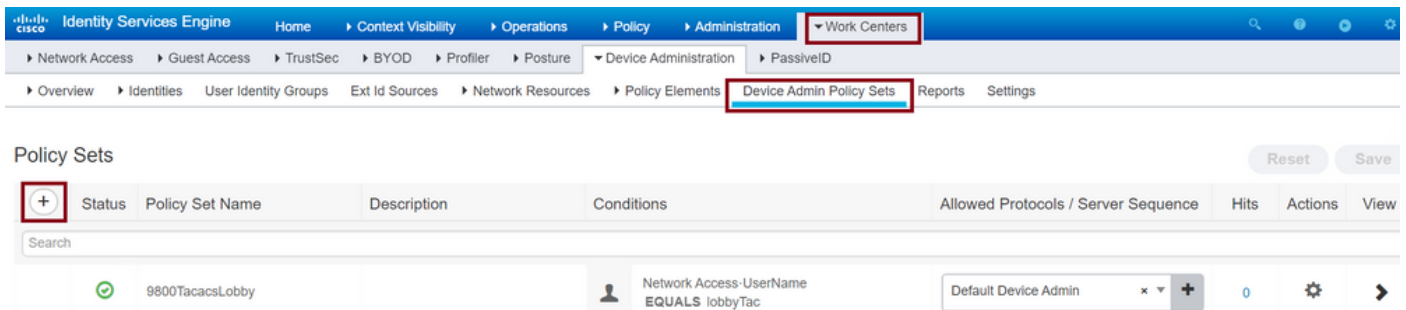 cisco Identity Services Engine Home Context Visibility Operations Policy Administration Work Centers
Network Access Guest Access TrustSec BYOD Profiler Posture Device Administration PassiveID
Overview Identities User Identity Groups Ext Id Sources Network Resources Policy Elements Device Admin Policy Sets Reports Settings
Policy Sets Reset Save
+ Status Policy Set Name Description Conditions Allowed Protocols / Server Sequence Hits Actions View
Search
9800TacacsLobby Network Access·UserName Default Device Admin × + 0
EQUALS lobbyTac